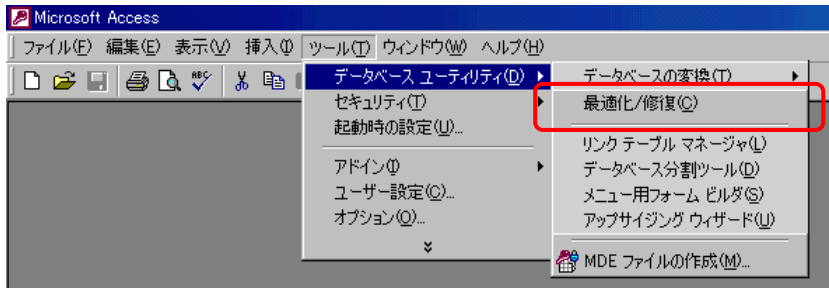 Microsoft Access
ファイル(F) 編集(E) 表示(V) 挿入(I) ツール(T) ウィンドウ(W) ヘルプ(H)
ABC
データベース ユーティリティ(D)
セキュリティ(T)
起動時の設定(U)...
アドイン(I)
ユーザー設定(C)...
オプション(O)...
データベースの変換(T)
最適化/修復(C)
リンク テーブル マネージャ(L)
データベース分割ツール(D)
メニュー用フォーム ビルダ(S)
アップサイジング ウィザード(U)
MDE ファイルの作成(M)...